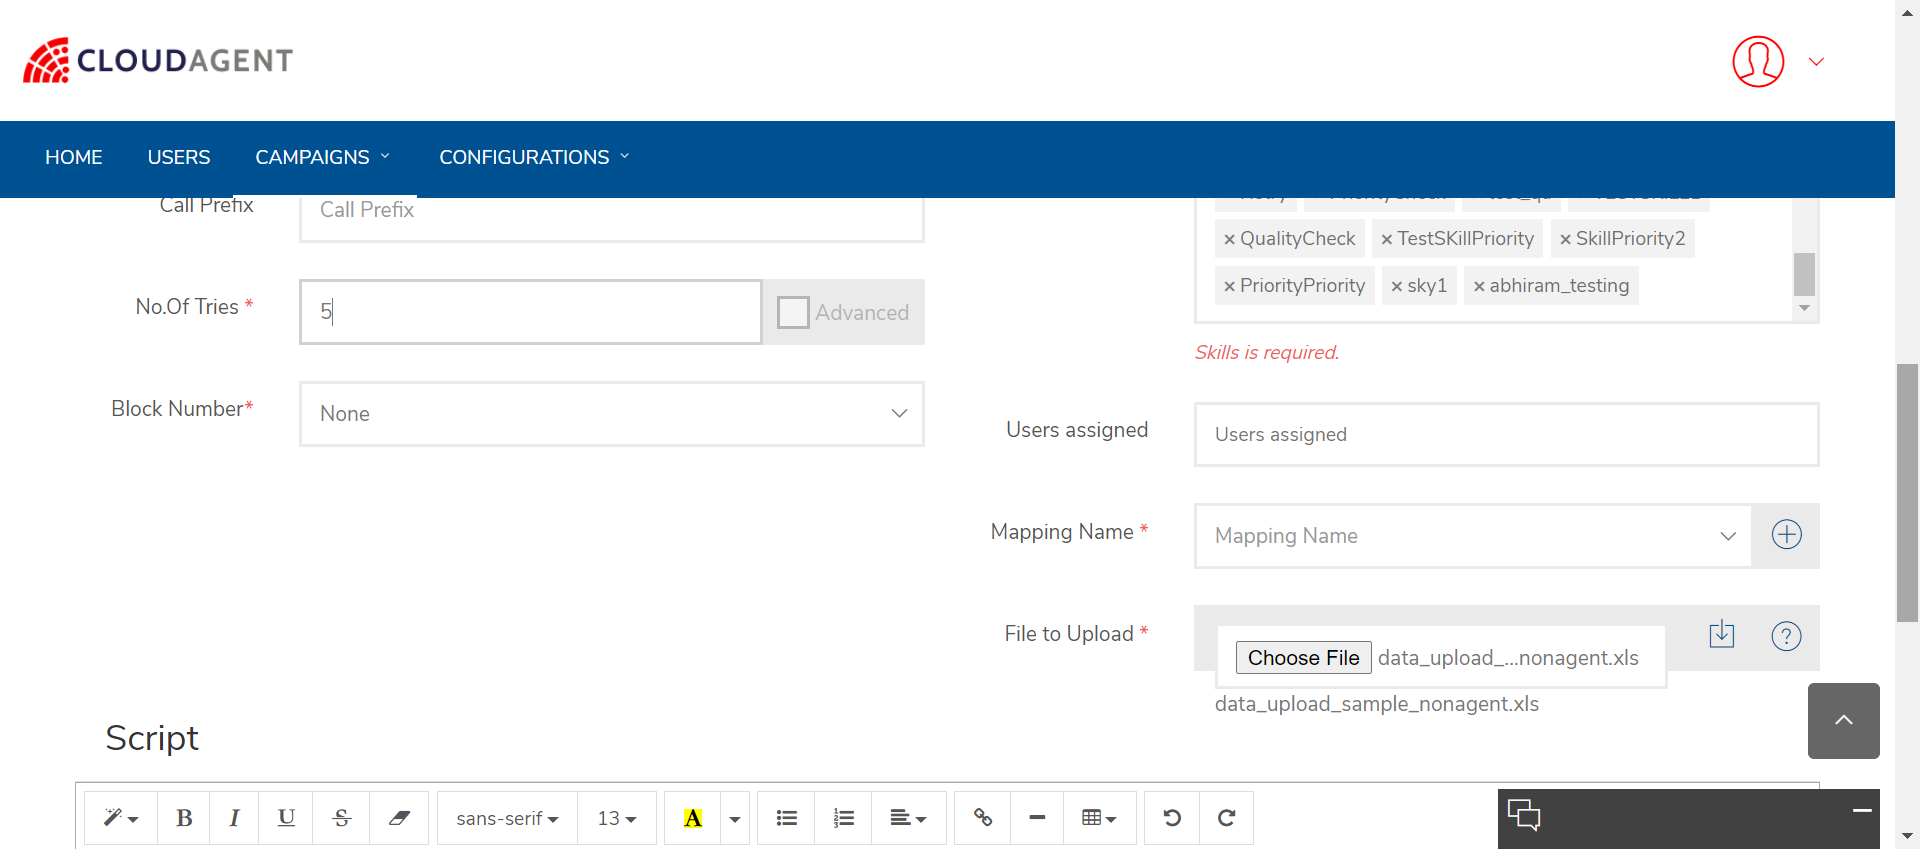 CLOUDAGENT
HOME USERS CAMPAIGNS CONFIGURATIONS
Call Prefix
Call Prefix
× QualityCheck × TestSKillPriority × SkillPriority2
× PriorityPriority × sky1 × abhiram_testing
Skills is required.
No.Of Tries *
5
Advanced
Block Number*
None
Users assigned
Users assigned
Mapping Name *
Mapping Name
File to Upload *
Choose File data_upload_...nonagent.xls
data_upload_sample_nonagent.xls
Script
B I U S sans-serif 13 A